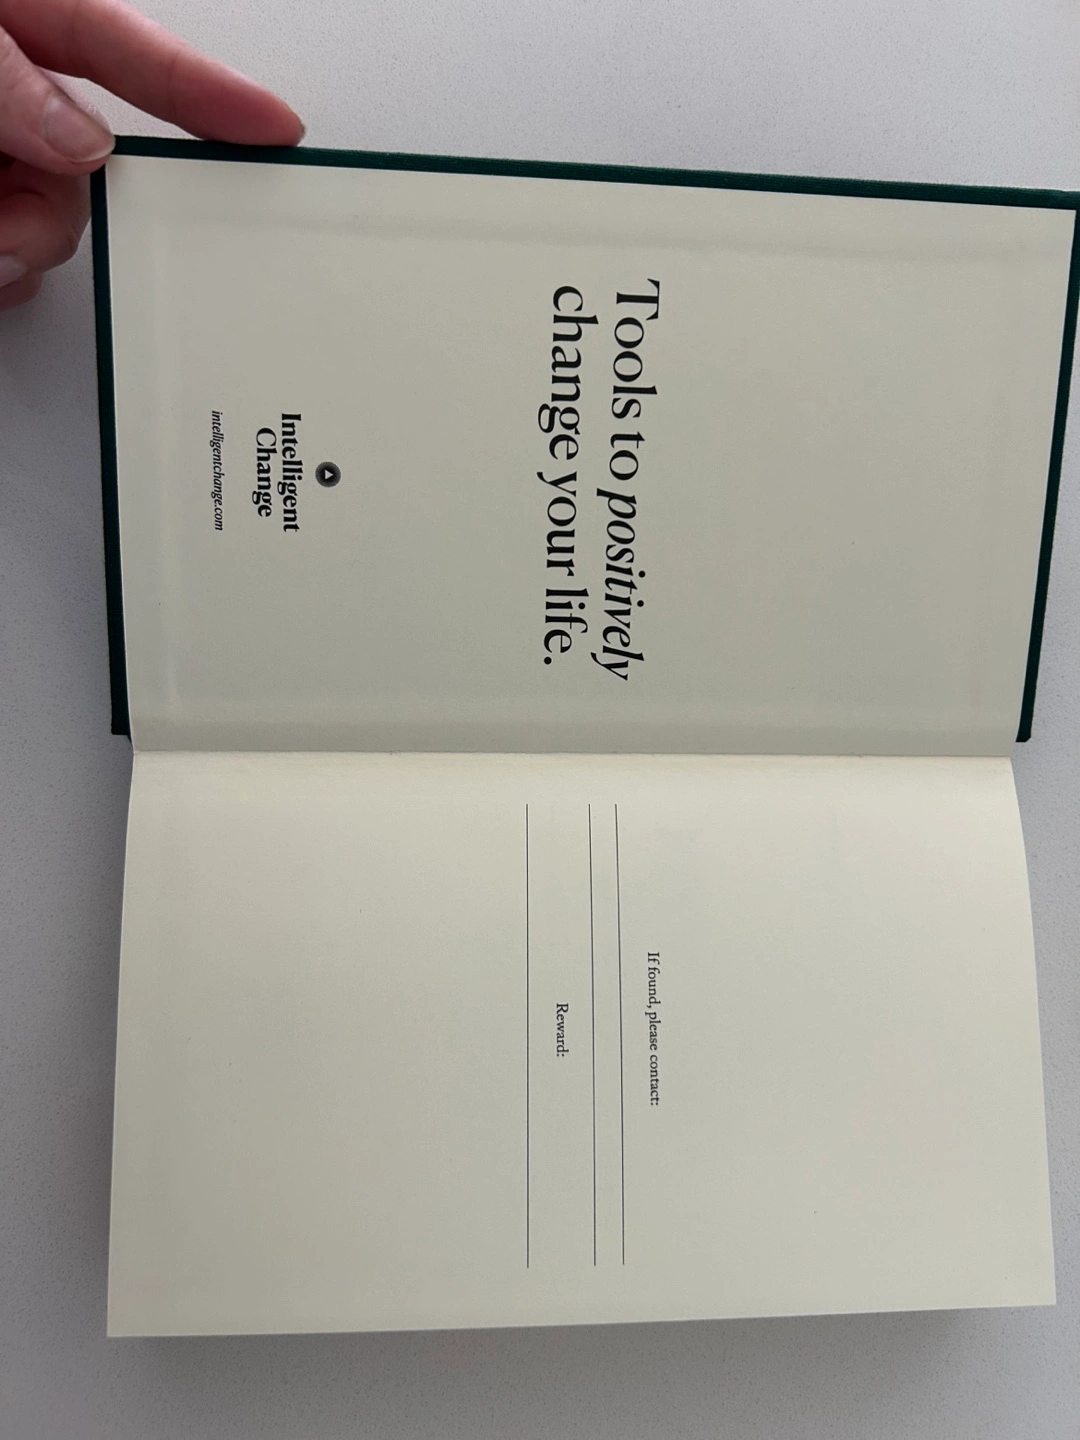 Tools to positively
change your life.
Intelligent
Change
intelligentchange.com
If found, please contact:
Reward: